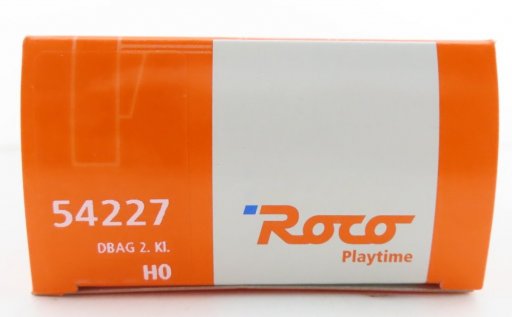 54227
DBAG 2. Kl.
H0
Roco
Playtime